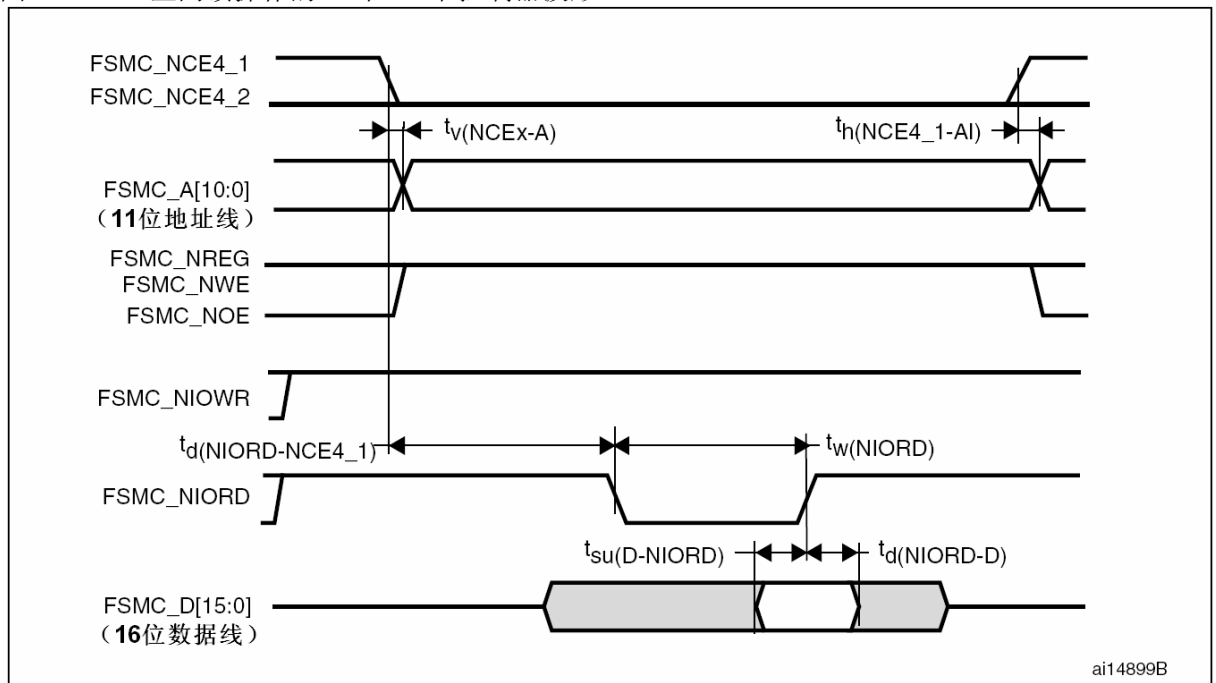 FSMC_NCE4_1
FSMC_NCE4_2
tv(NCEx-A)
th(NCE4_1-AI)
FSMC_A[10:0]
（11位地址线）
FSMC_NREG
FSMC_NWE
FSMC_NOE
FSMC_NIOWR
td(NIORD-NCE4_1)
tw(NIORD)
FSMC_NIORD
tsu(D-NIORD)
td(NIORD-D)
FSMC_D[15:0]
（16位数据线）
ai14899B